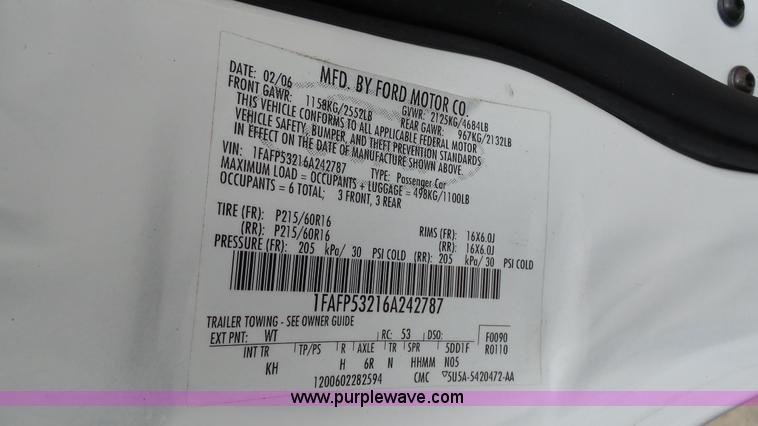 MFD. BY FORD MOTOR CO.
DATE: 02/06 GVWR: 2125KG/4684LB
FRONT GAWR: 1158KG/2552LB REAR GAWR: 967KG/2132LB
THIS VEHICLE CONFORMS TO ALL APPLICABLE FEDERAL MOTOR
VEHICLE SAFETY, BUMPER, AND THEFT PREVENTION STANDARDS
IN EFFECT ON THE DATE OF MANUFACTURE SHOWN ABOVE.
VIN: 1FAFP53216A242787 TYPE: Passenger Car
MAXIMUM LOAD = OCCUPANTS + LUGGAGE = 498KG/1100LB
OCCUPANTS = 6 TOTAL; 3 FRONT, 3 REAR
TIRE (FR): P215/60R16 RIMS (FR): 16X6.0J
(RR): P215/60R16 (RR): 16X6.0J
PRESSURE (FR): 205 kPa/ 30 PSI COLD (RR): 205 kPa/ 30 PSI COLD
1FAFP53216A242787
TRAILER TOWING - SEE OWNER GUIDE
EXT PNT: WT RC: 53 DSO: F0090
R0110
INT TR TP/PS R AXLE TR SPR 5DD1F
KH H 6R N HHMM N05
1200602282594 CMC 5U5A-5420472-AA
www.purplewave.com